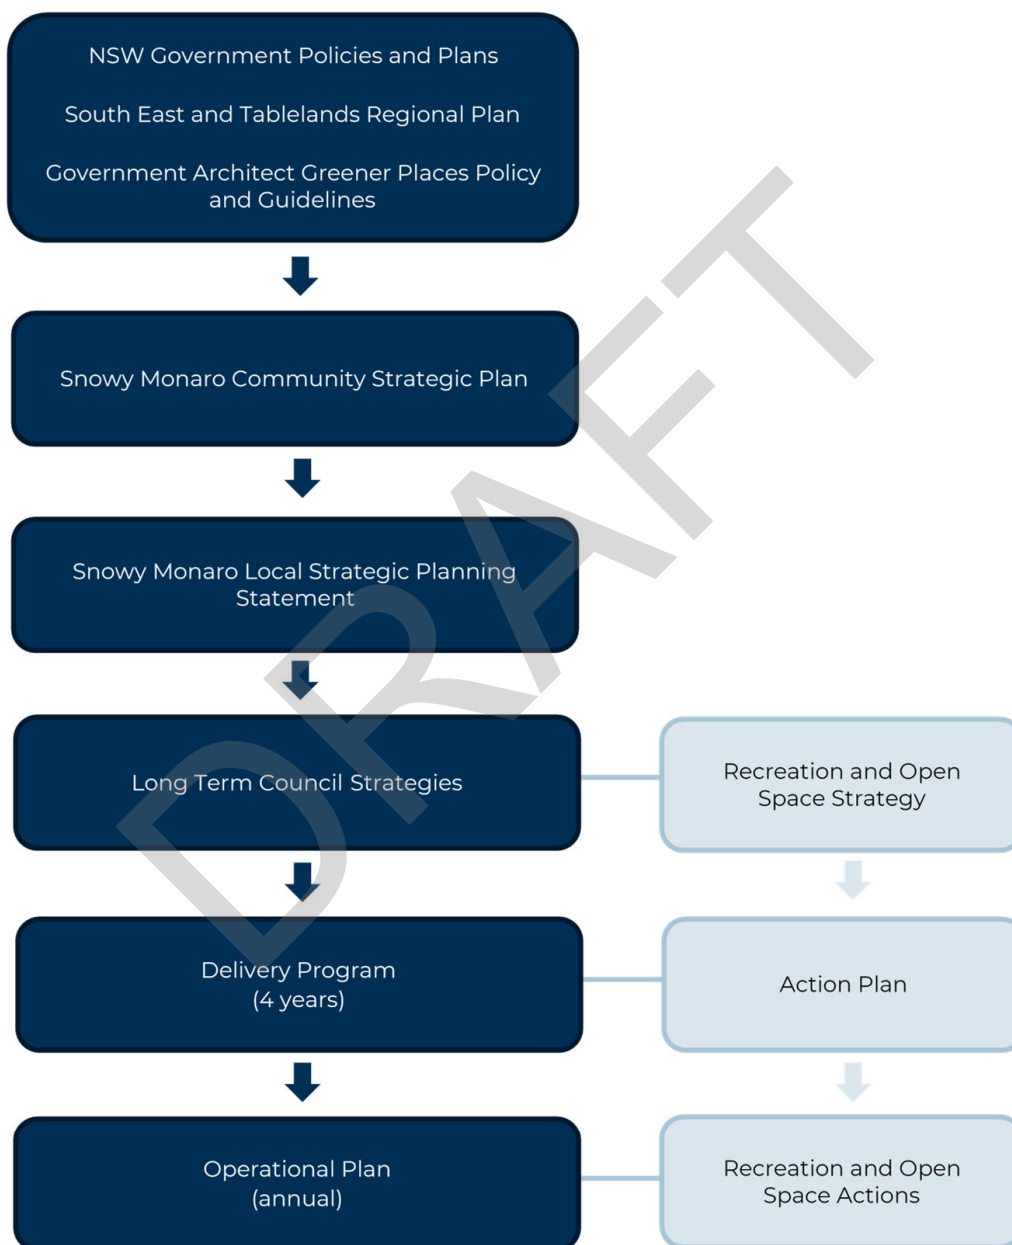 NSW Government Policies and Plans
South East and Tablelands Regional Plan
Government Architect Greener Places Policy
and Guidelines
Snowy Monaro Community Strategic Plan
Snowy Monaro Local Strategic Planning
Statement
Long Term Council Strategies
Recreation and Open
Space Strategy
Delivery Program
(4 years)
Action Plan
Operational Plan
(annual)
Recreation and Open
Space Actions
DRAFT